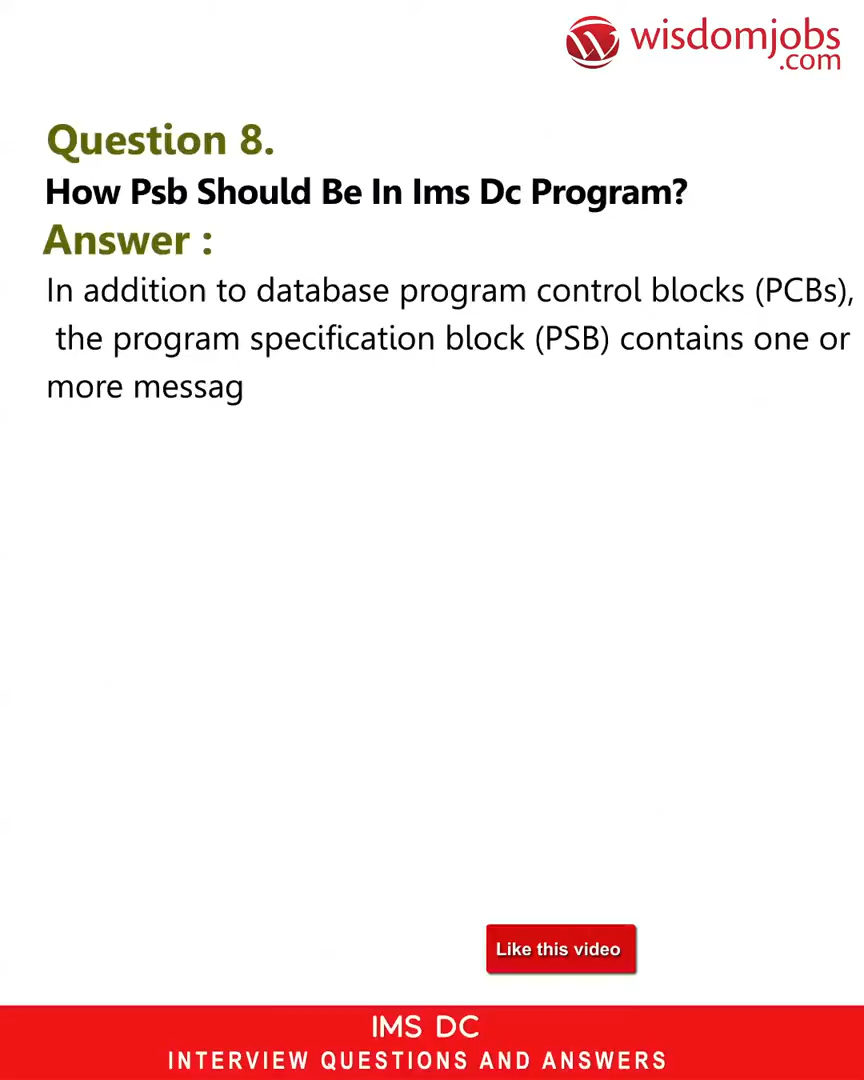 wisdomjobs
.com
Question 8.
How Psb Should Be In Ims Dc Program?
Answer :
In addition to database program control blocks (PCBs),
the program specification block (PSB) contains one or
more messag
Like this video
IMS DC
INTERVIEW QUESTIONS AND ANSWERS